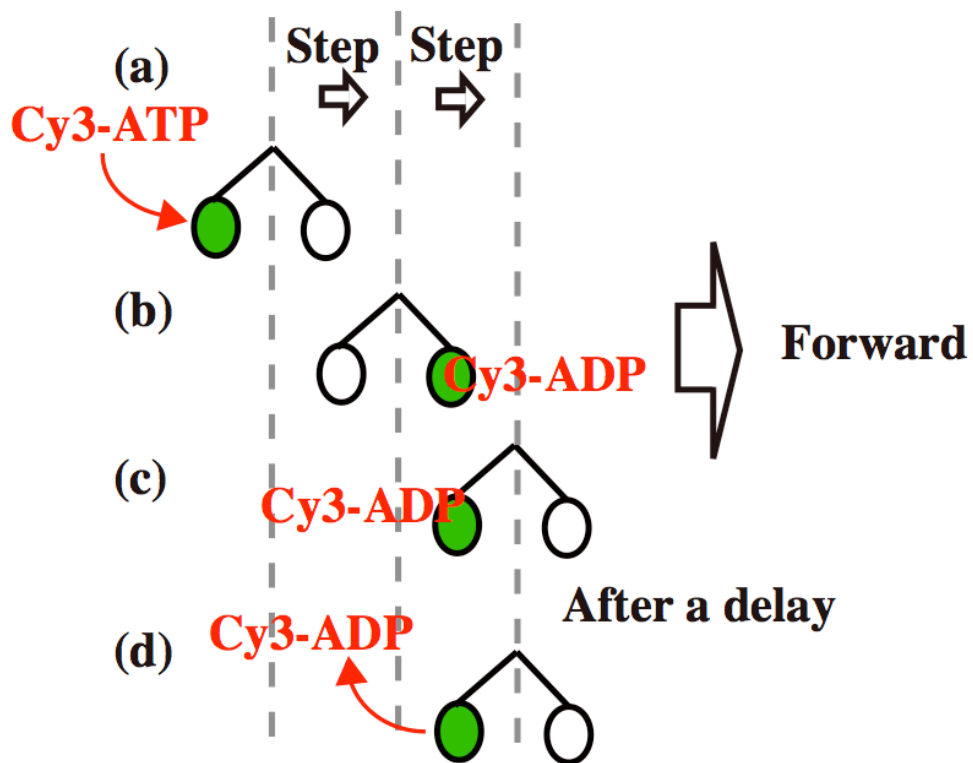 Step Step
(a)
Cy3-ATP
(b)
Forward
Cy3-ADP
(c)
Cy3-ADP
After a delay
Cy3-ADP
(d)